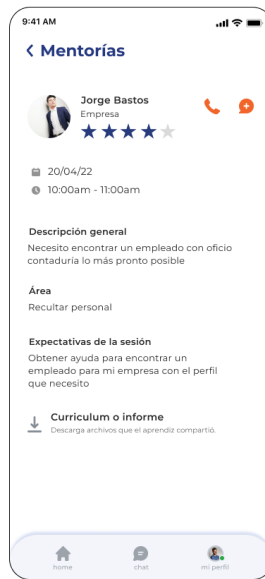 9:41 AM
Mentorías
Jorge Bastos
Empresa
20/04/22
10:00am - 11:00am
Descripción general
Necesito encontrar un empleado con oficio
contaduría lo más pronto posible
Área
Recultar personal
Expectativas de la sesión
Obtener ayuda para encontrar un
empleado para mi empresa con el perfil
que necesito
Curriculum o informe
Descarga archivos que el aprendiz compartió.
home chat mi perfil